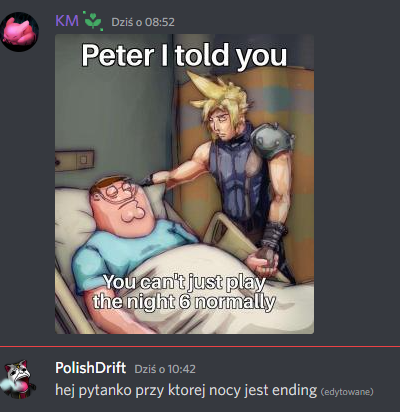 KM Dziś o 08:52
Peter I told you
You can't just play
the night 6 normally
PolishDrift Dziś o 10:42
hej pytanko przy ktorej nocy jest ending (edytowane)